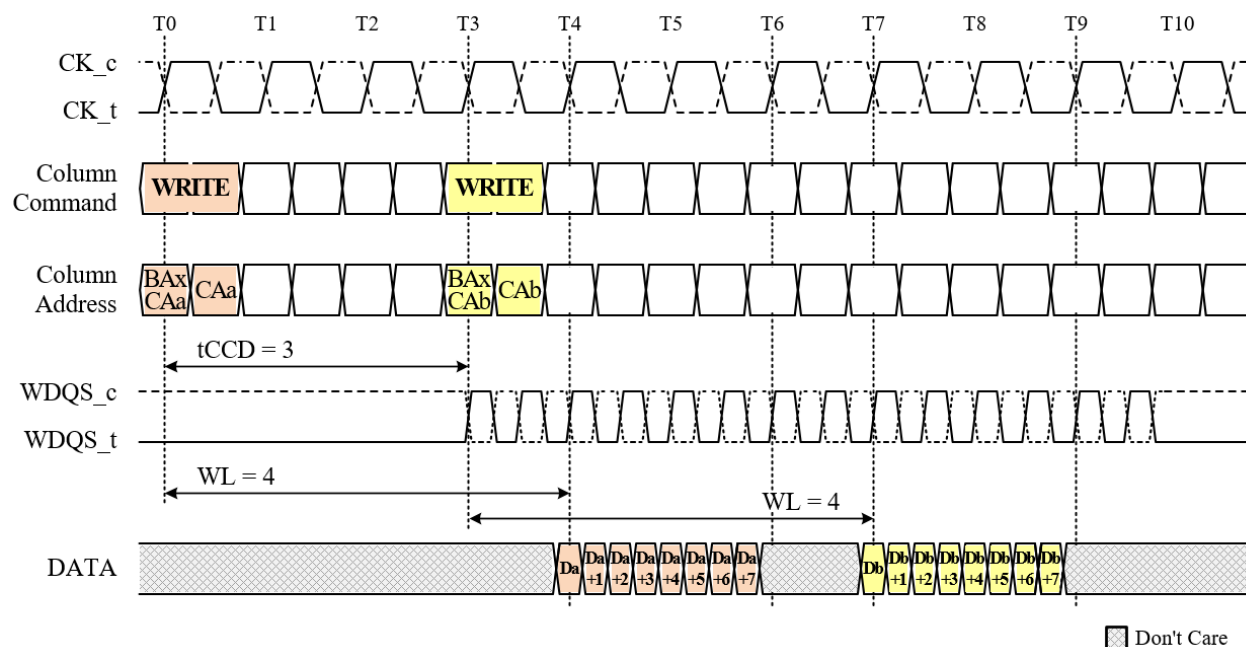 T0 T1 T2 T3 T4 T5 T6 T7 T8 T9 T10
CK_c
CK_t
Column
Command
WRITE WRITE
Column
Address
BAx
CAa
CAa
BAx
CAb
CAb
tCCD = 3
WDQS_c
WDQS_t
WL = 4
WL = 4
DATA
Da
Da
+1
Da
+2
Da
+3
Da
+4
Da
+5
Da
+6
Da
+7
Db
Db
+1
Db
+2
Db
+3
Db
+4
Db
+5
Db
+6
Db
+7
Don't Care